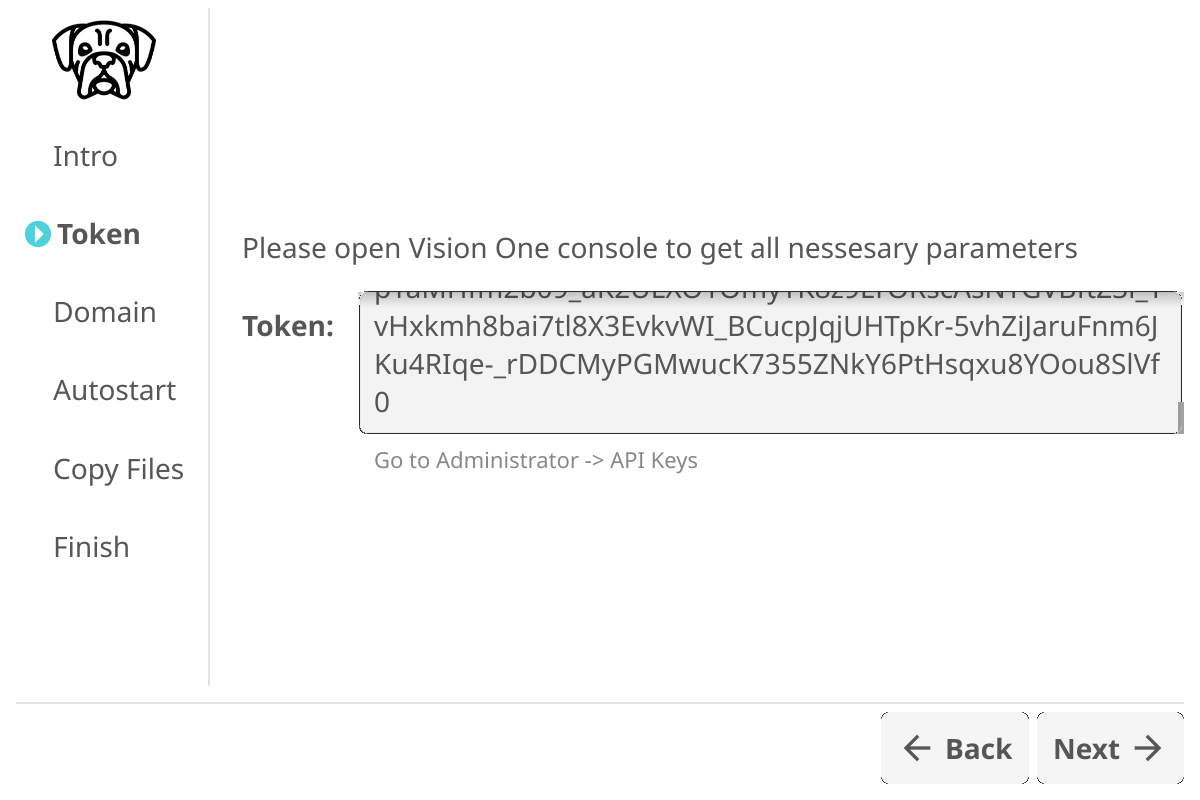 Intro
Token
Domain
Autostart
Copy Files
Finish
Please open Vision One console to get all nessesary parameters
Token:
vHxkmh8bai7tl8X3EvkvWI_BCucpJqjUHTpKr-5vhZiJaruFnm6J
Ku4RIqe-_rDDCMyPGMwucK7355ZNkY6PtHsqxu8YOou8SlVf
0
Go to Administrator -> API Keys
Back
Next